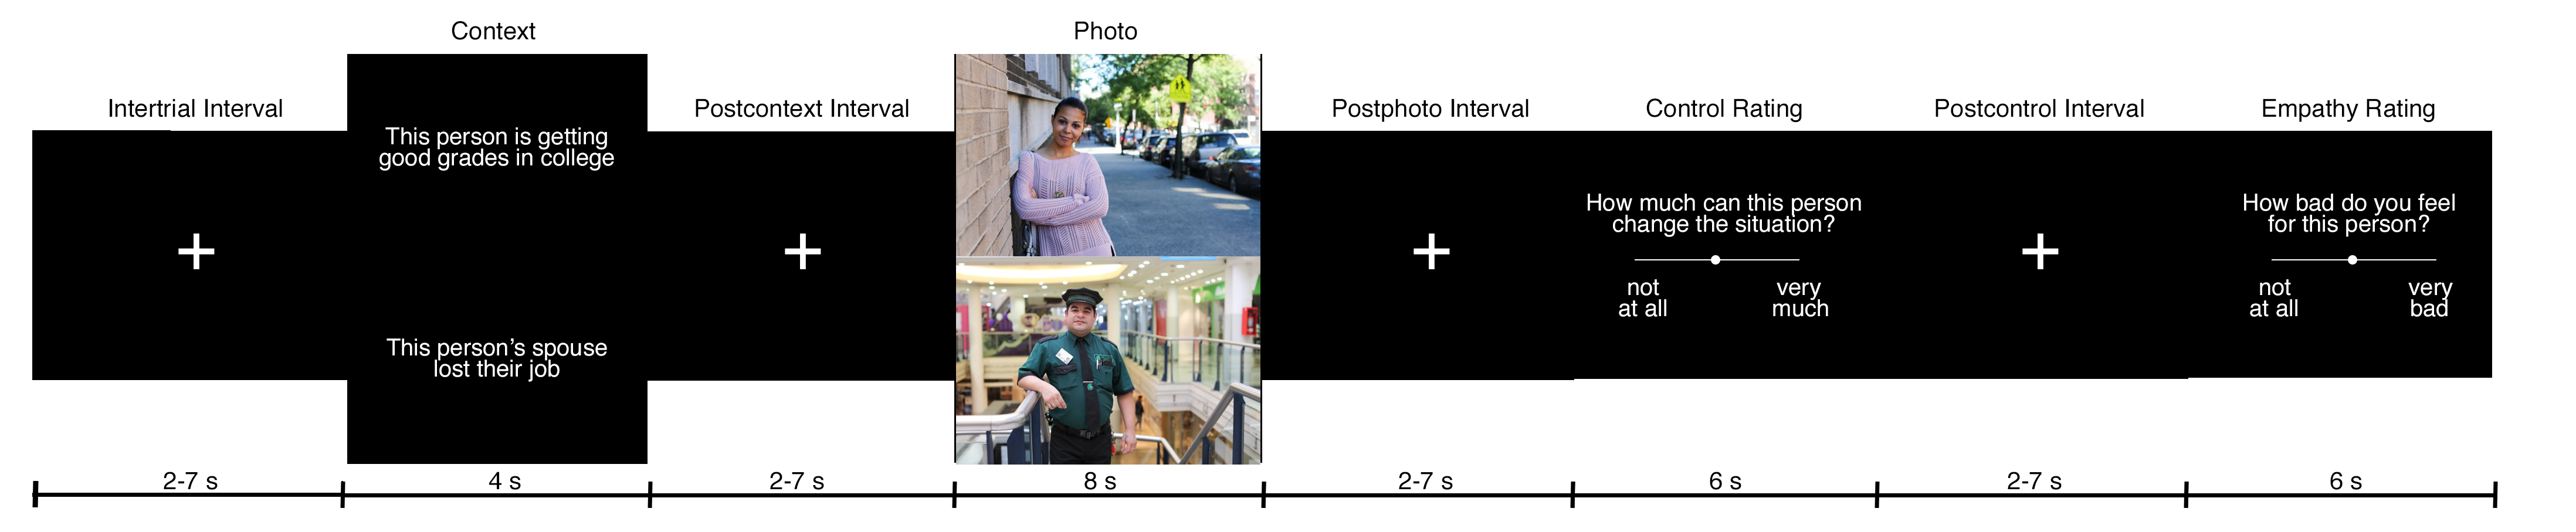 Context
Photo
Intertrial Interval
Postcontext Interval
Postphoto Interval
Control Rating
Postcontrol Interval
Empathy Rating
This person is getting
good grades in college
This person's spouse
lost their job
How much can this person
change the situation?
not
at all
very
much
How bad do you feel
for this person?
not
at all
very
bad
2-7 s
4 s
2-7 s
8 s
2-7 s
6 s
2-7 s
6 s